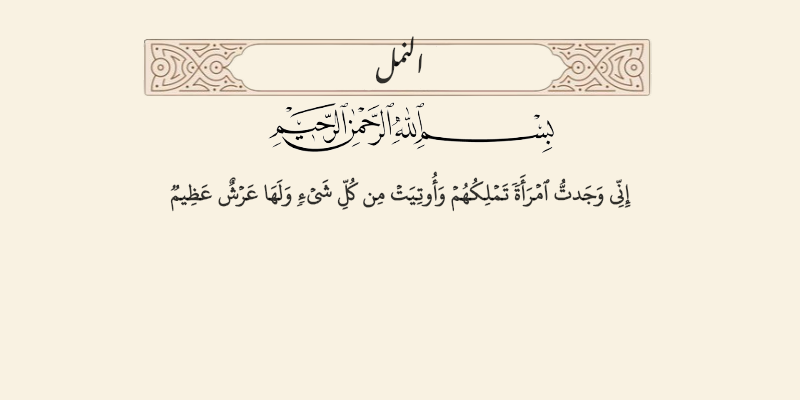 النمل
بِسْمِ ٱللَّهِ ٱلرَّحْمَٰنِ ٱلرَّحِيمِ
إِنِّى وَجَدتُّ ٱمْرَأَةً تَمْلِكُهُمْ وَأُوتِيَتْ مِن كُلِّ شَىْءٍ وَلَهَا عَرْشٌ عَظِيمٌ